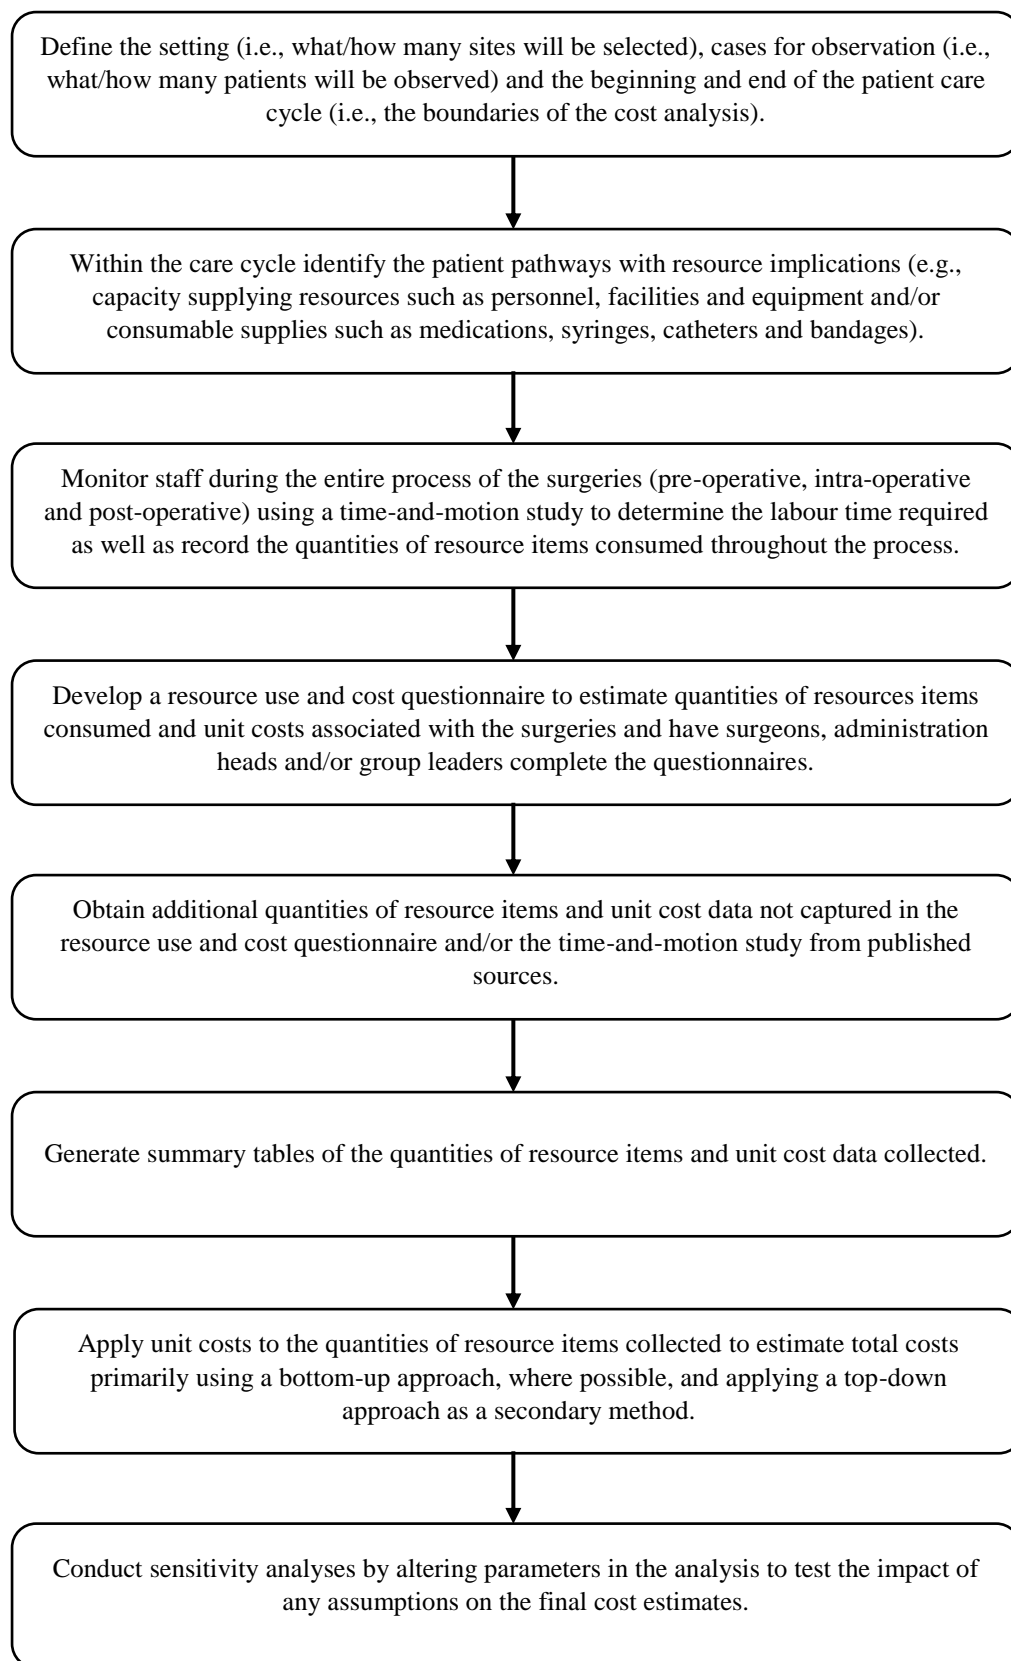 Define the setting (i.e., what/how many sites will be selected), cases for observation (i.e.,
what/how many patients will be observed) and the beginning and end of the patient care
cycle (i.e., the boundaries of the cost analysis).
Within the care cycle identify the patient pathways with resource implications (e.g.,
capacity supplying resources such as personnel, facilities and equipment and/or
consumable supplies such as medications, syringes, catheters and bandages).
Monitor staff during the entire process of the surgeries (pre-operative, intra-operative
and post-operative) using a time-and-motion study to determine the labour time required
as well as record the quantities of resource items consumed throughout the process.
Develop a resource use and cost questionnaire to estimate quantities of resources items
consumed and unit costs associated with the surgeries and have surgeons, administration
heads and/or group leaders complete the questionnaires.
Obtain additional quantities of resource items and unit cost data not captured in the
resource use and cost questionnaire and/or the time-and-motion study from published
sources.
Generate summary tables of the quantities of resource items and unit cost data collected.
Apply unit costs to the quantities of resource items collected to estimate total costs
primarily using a bottom-up approach, where possible, and applying a top-down
approach as a secondary method.
Conduct sensitivity analyses by altering parameters in the analysis to test the impact of
any assumptions on the final cost estimates.